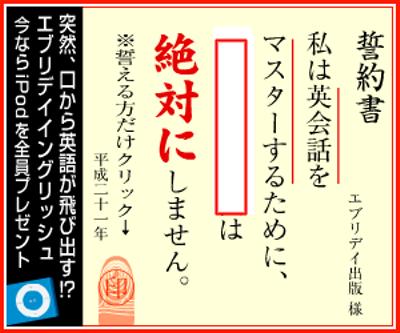 誓約書
エブリデイ出版 様
私は英会話を
マスターするために、
は
絶対にしません。
※誓える方だけクリック→
平成二十一年
印
突然、口から英語が飛び出す!?
エブリデイイングリッシュ
今ならiPodを全員プレゼント